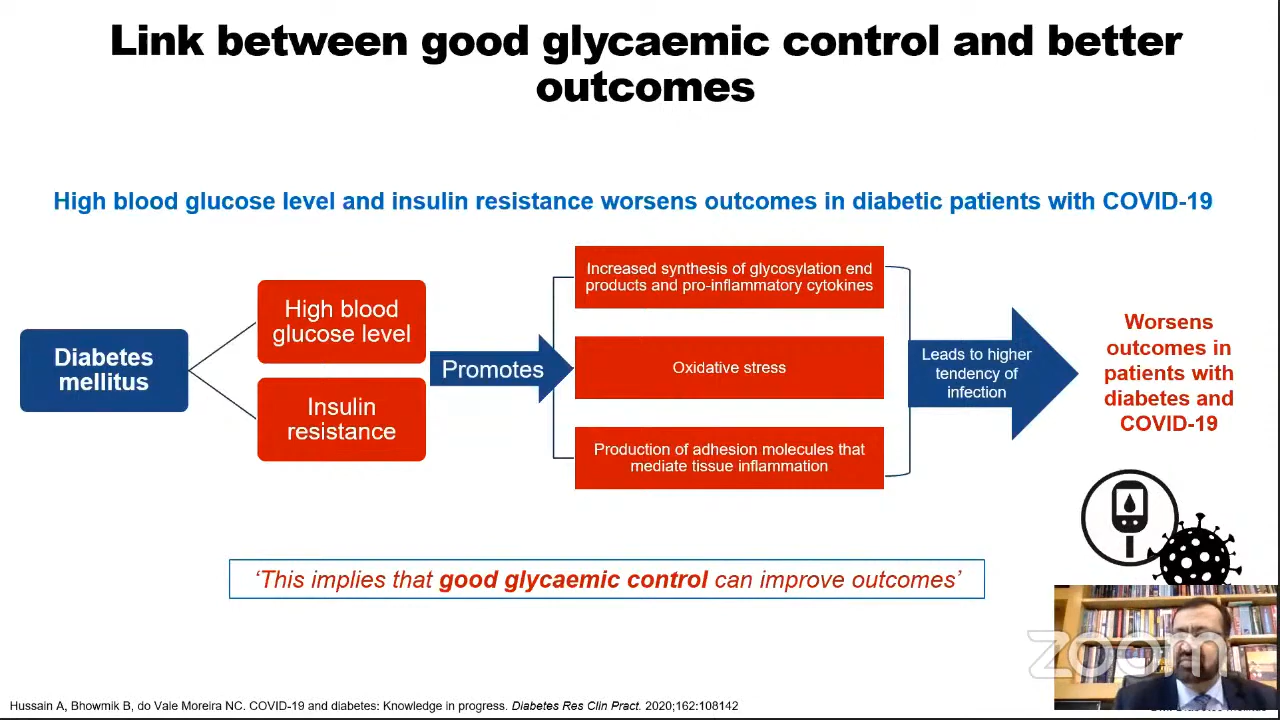 Link between good glycaemic control and better
outcomes
High blood glucose level and insulin resistance worsens outcomes in diabetic patients with COVID-19
Diabetes
mellitus
High blood
glucose level
Insulin
resistance
Promotes
Increased synthesis of glycosylation end
products and pro-inflammatory cytokines
Oxidative stress
Production of adhesion molecules that
mediate tissue inflammation
Leads to higher
tendency of
infection
Worsens
outcomes in
patients with
diabetes and
COVID-19
‘This implies that good glycaemic control can improve outcomes’
zoom
Hussain A, Bhowmik B, do Vale Moreira NC. COVID-19 and diabetes: Knowledge in progress. Diabetes Res Clin Pract. 2020;162:108142